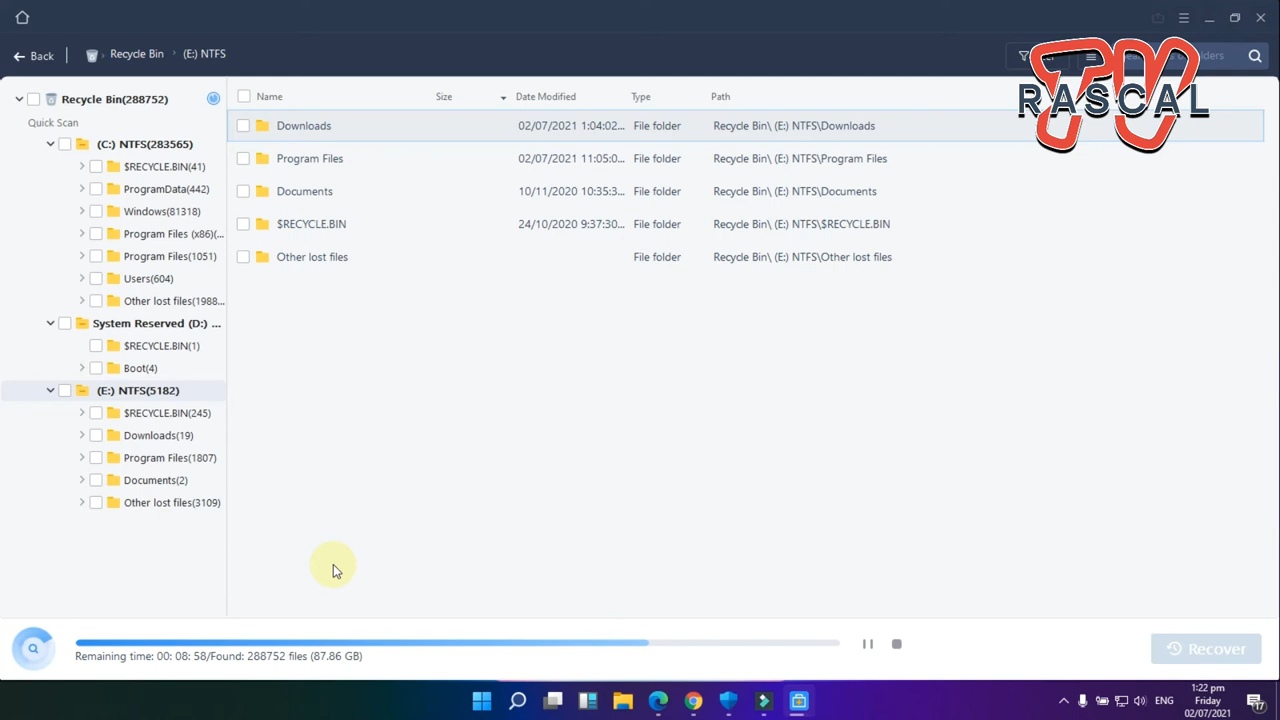 Back
Recycle Bin
(E:) NTFS
TV
RASCAL
Recycle Bin(288752)
Quick Scan
(C:) NTFS(283565)
$RECYCLE.BIN(41)
ProgramData(442)
Windows(81318)
Program Files (x86)(...
Program Files(1051)
Users(604)
Other lost files(1988...
System Reserved (D:) ...
$RECYCLE.BIN(1)
Boot(4)
(E:) NTFS(5182)
$RECYCLE.BIN(245)
Downloads(19)
Program Files(1807)
Documents(2)
Other lost files(3109)
Name Size Date Modified Type Path
Downloads 02/07/2021 1:04:02... File folder Recycle Bin\ (E:) NTFS\Downloads
Program Files 02/07/2021 11:05:0... File folder Recycle Bin\ (E:) NTFS\Program Files
Documents 10/11/2020 10:35:3... File folder Recycle Bin\ (E:) NTFS\Documents
$RECYCLE.BIN 24/10/2020 9:37:30... File folder Recycle Bin\ (E:) NTFS\$RECYCLE.BIN
Other lost files File folder Recycle Bin\ (E:) NTFS\Other lost files
Remaining time: 00: 08: 58/Found: 288752 files (87.86 GB)
Recover
ENG
1:22 pm
Friday
02/07/2021
17